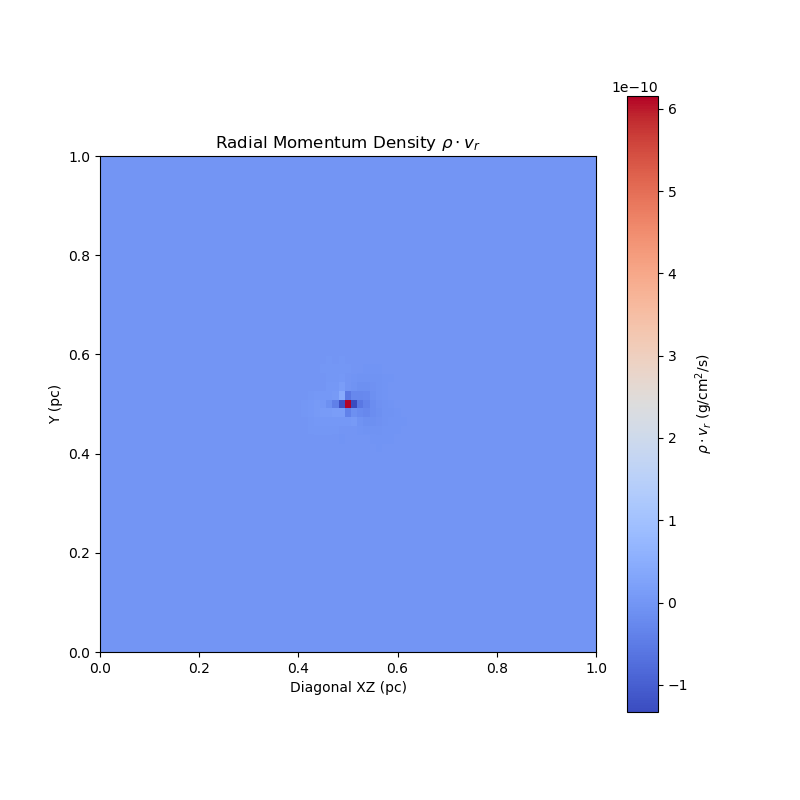 1e−10
Radial Momentum Density ρ · v_r
1.0
0.8
0.6
0.4
0.2
0.0
Y (pc)
0.0 0.2 0.4 0.6 0.8 1.0
Diagonal XZ (pc)
6
5
4
3
2
1
0
−1
ρ · v_r (g/cm²/s)